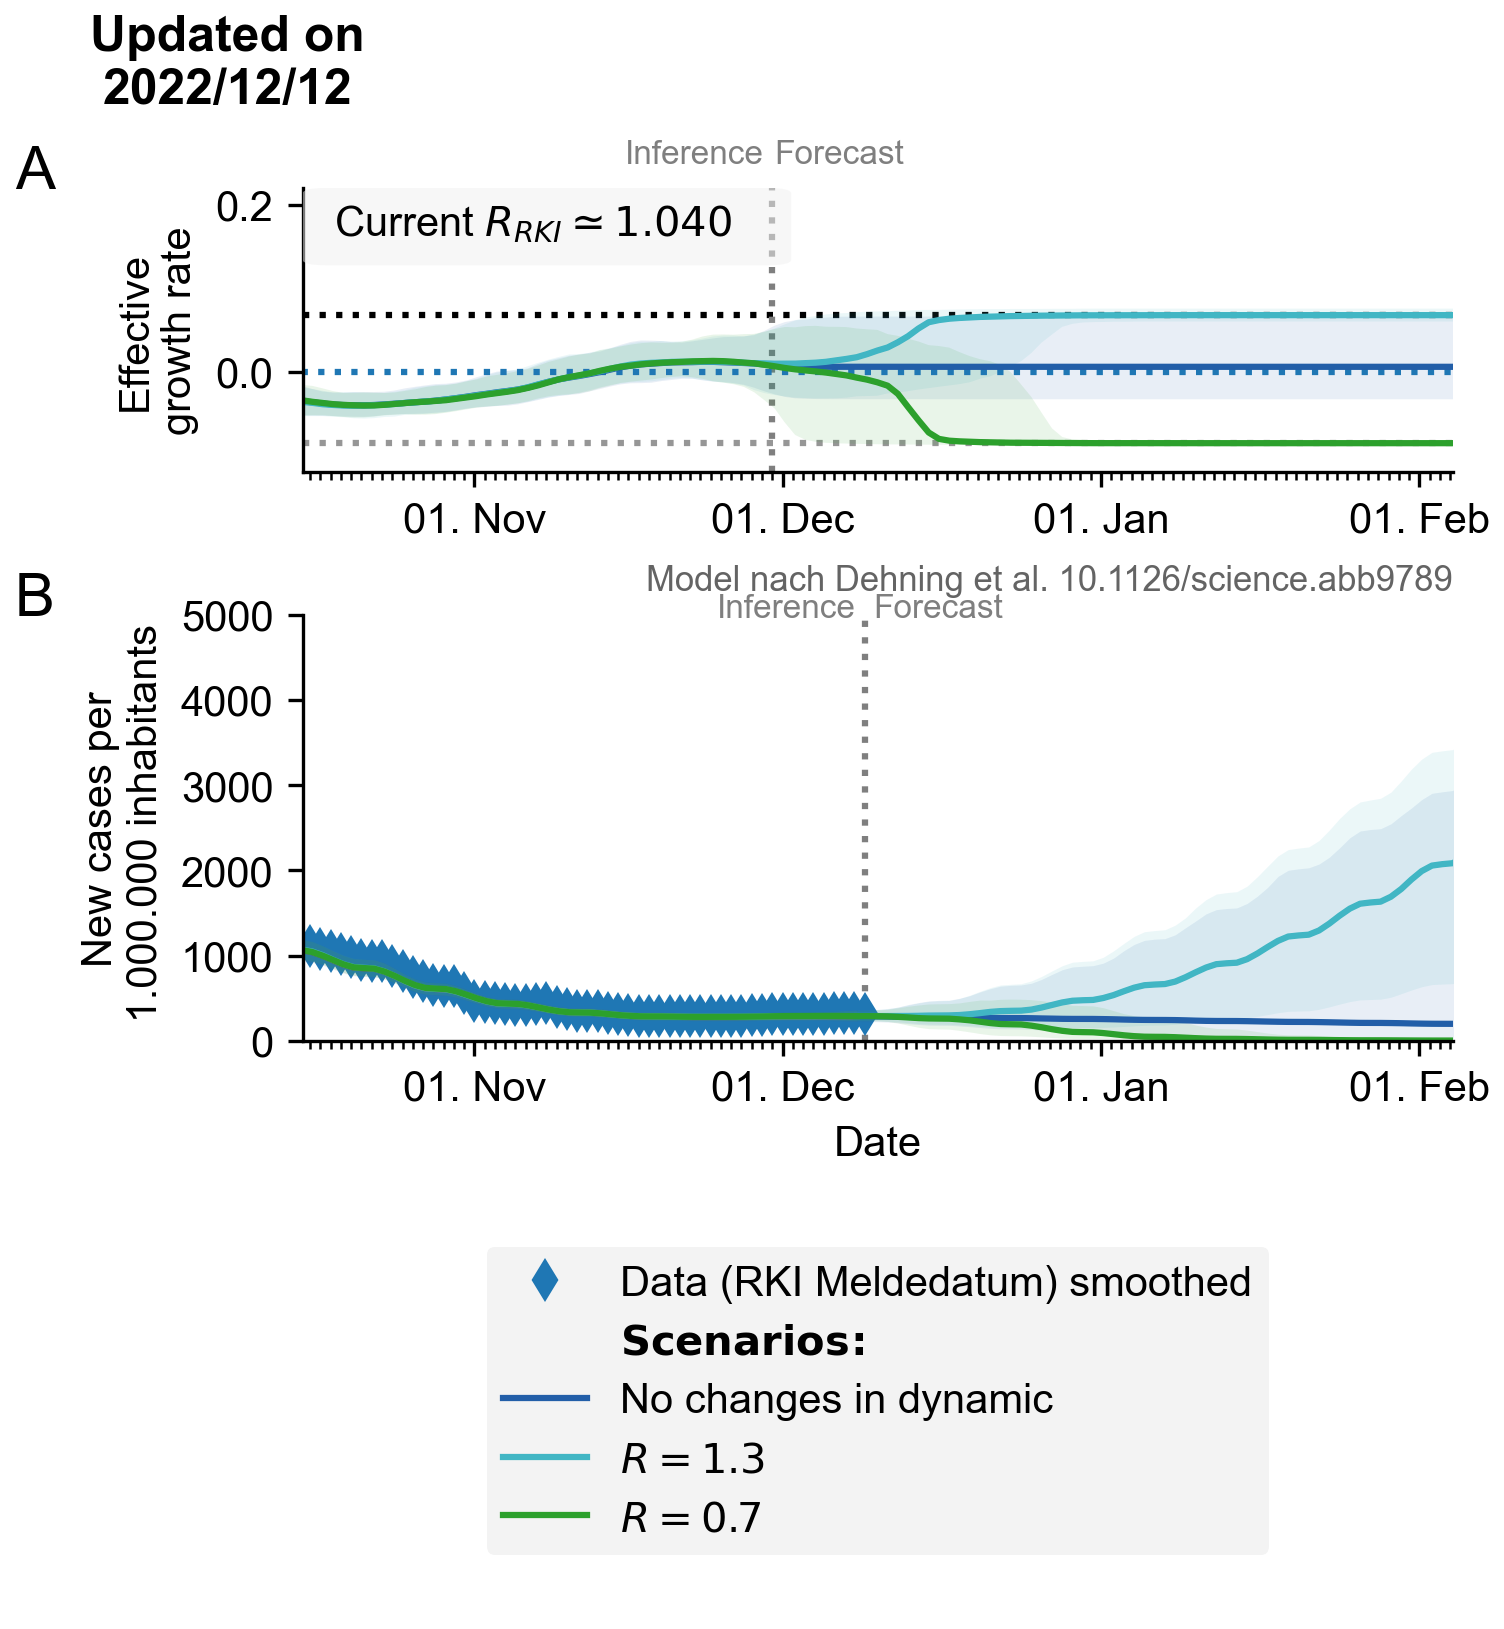 Updated on
2022/12/12
A
Inference Forecast
Effective
growth rate
0.2
0.0
Current R_RKI ≃ 1.040
01. Nov 01. Dec 01. Jan 01. Feb
B
Model nach Dehning et al. 10.1126/science.abb9789
Inference Forecast
New cases per
1.000.000 inhabitants
5000
4000
3000
2000
1000
0
01. Nov 01. Dec 01. Jan 01. Feb
Date
Data (RKI Meldedatum) smoothed
Scenarios:
No changes in dynamic
R = 1.3
R = 0.7